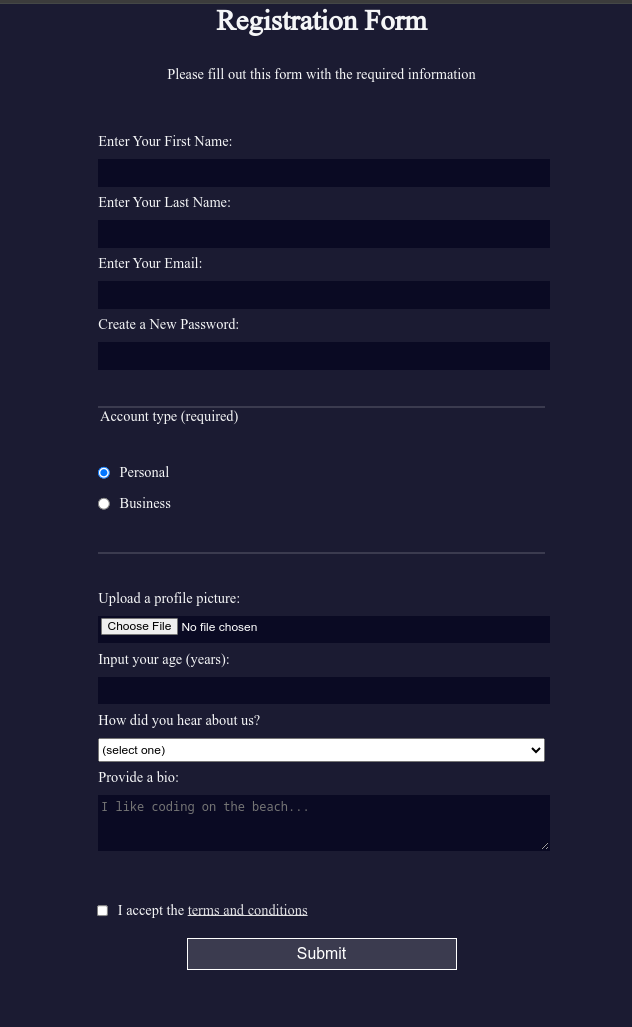 Registration Form
Please fill out this form with the required information
Enter Your First Name:
Enter Your Last Name:
Enter Your Email:
Create a New Password:
Account type (required)
Personal
Business
Upload a profile picture:
Choose File No file chosen
Input your age (years):
How did you hear about us?
(select one)
Provide a bio:
I like coding on the beach...
I accept the terms and conditions
Submit